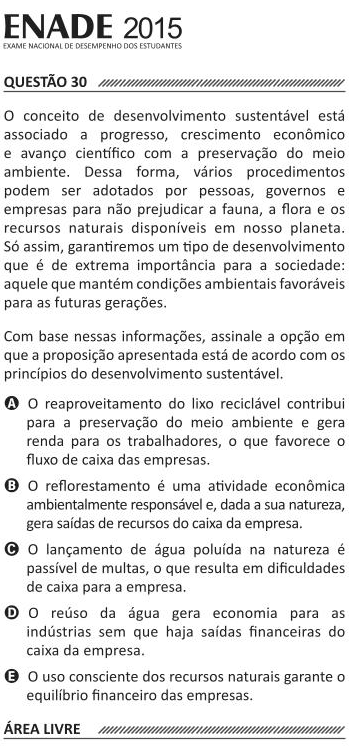 ENADE 2015
EXAME NACIONAL DE DESEMPENHO DOS ESTUDANTES
QUESTÃO 30
O conceito de desenvolvimento sustentável está
associado a progresso, crescimento econômico
e avanço científico com a preservação do meio
ambiente. Dessa forma, vários procedimentos
podem ser adotados por pessoas, governos e
empresas para não prejudicar a fauna, a flora e os
recursos naturais disponíveis em nosso planeta.
Só assim, garantiremos um tipo de desenvolvimento
que é de extrema importância para a sociedade:
aquele que mantém condições ambientais favoráveis
para as futuras gerações.
Com base nessas informações, assinale a opção em
que a proposição apresentada está de acordo com os
princípios do desenvolvimento sustentável.
A O reaproveitamento do lixo reciclável contribui
para a preservação do meio ambiente e gera
renda para os trabalhadores, o que favorece o
fluxo de caixa das empresas.
B O reflorestamento é uma atividade econômica
ambientalmente responsável e, dada a sua natureza,
gera saídas de recursos do caixa da empresa.
C O lançamento de água poluída na natureza é
passível de multas, o que resulta em dificuldades
de caixa para a empresa.
D O reúso da água gera economia para as
indústrias sem que haja saídas financeiras do
caixa da empresa.
E O uso consciente dos recursos naturais garante o
equilíbrio financeiro das empresas.
ÁREA LIVRE